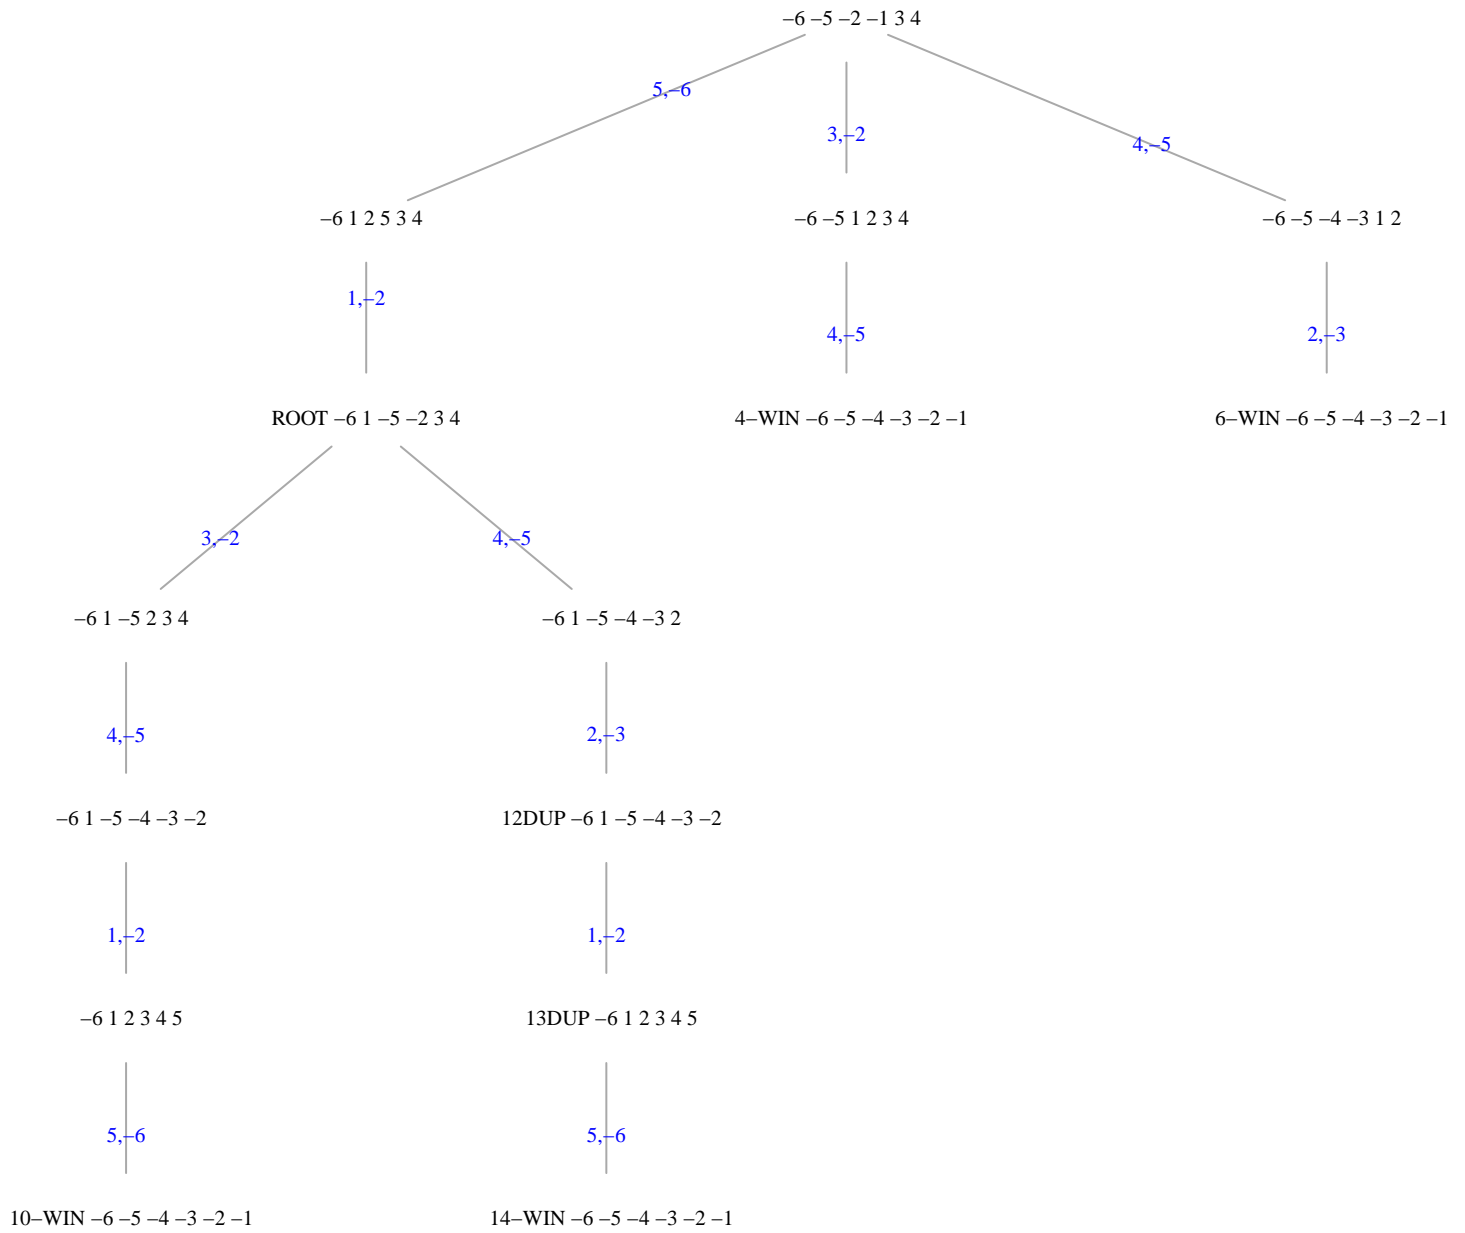 –6 –5 –2 –1 3 4
5,–6
3,–2
4,–5
–6 1 2 5 3 4
–6 –5 1 2 3 4
–6 –5 –4 –3 1 2
1,–2
4,–5
2,–3
ROOT –6 1 –5 –2 3 4
4–WIN –6 –5 –4 –3 –2 –1
6–WIN –6 –5 –4 –3 –2 –1
3,–2
4,–5
–6 1 –5 2 3 4
–6 1 –5 –4 –3 2
4,–5
2,–3
–6 1 –5 –4 –3 –2
12DUP –6 1 –5 –4 –3 –2
1,–2
1,–2
–6 1 2 3 4 5
13DUP –6 1 2 3 4 5
5,–6
5,–6
10–WIN –6 –5 –4 –3 –2 –1
14–WIN –6 –5 –4 –3 –2 –1